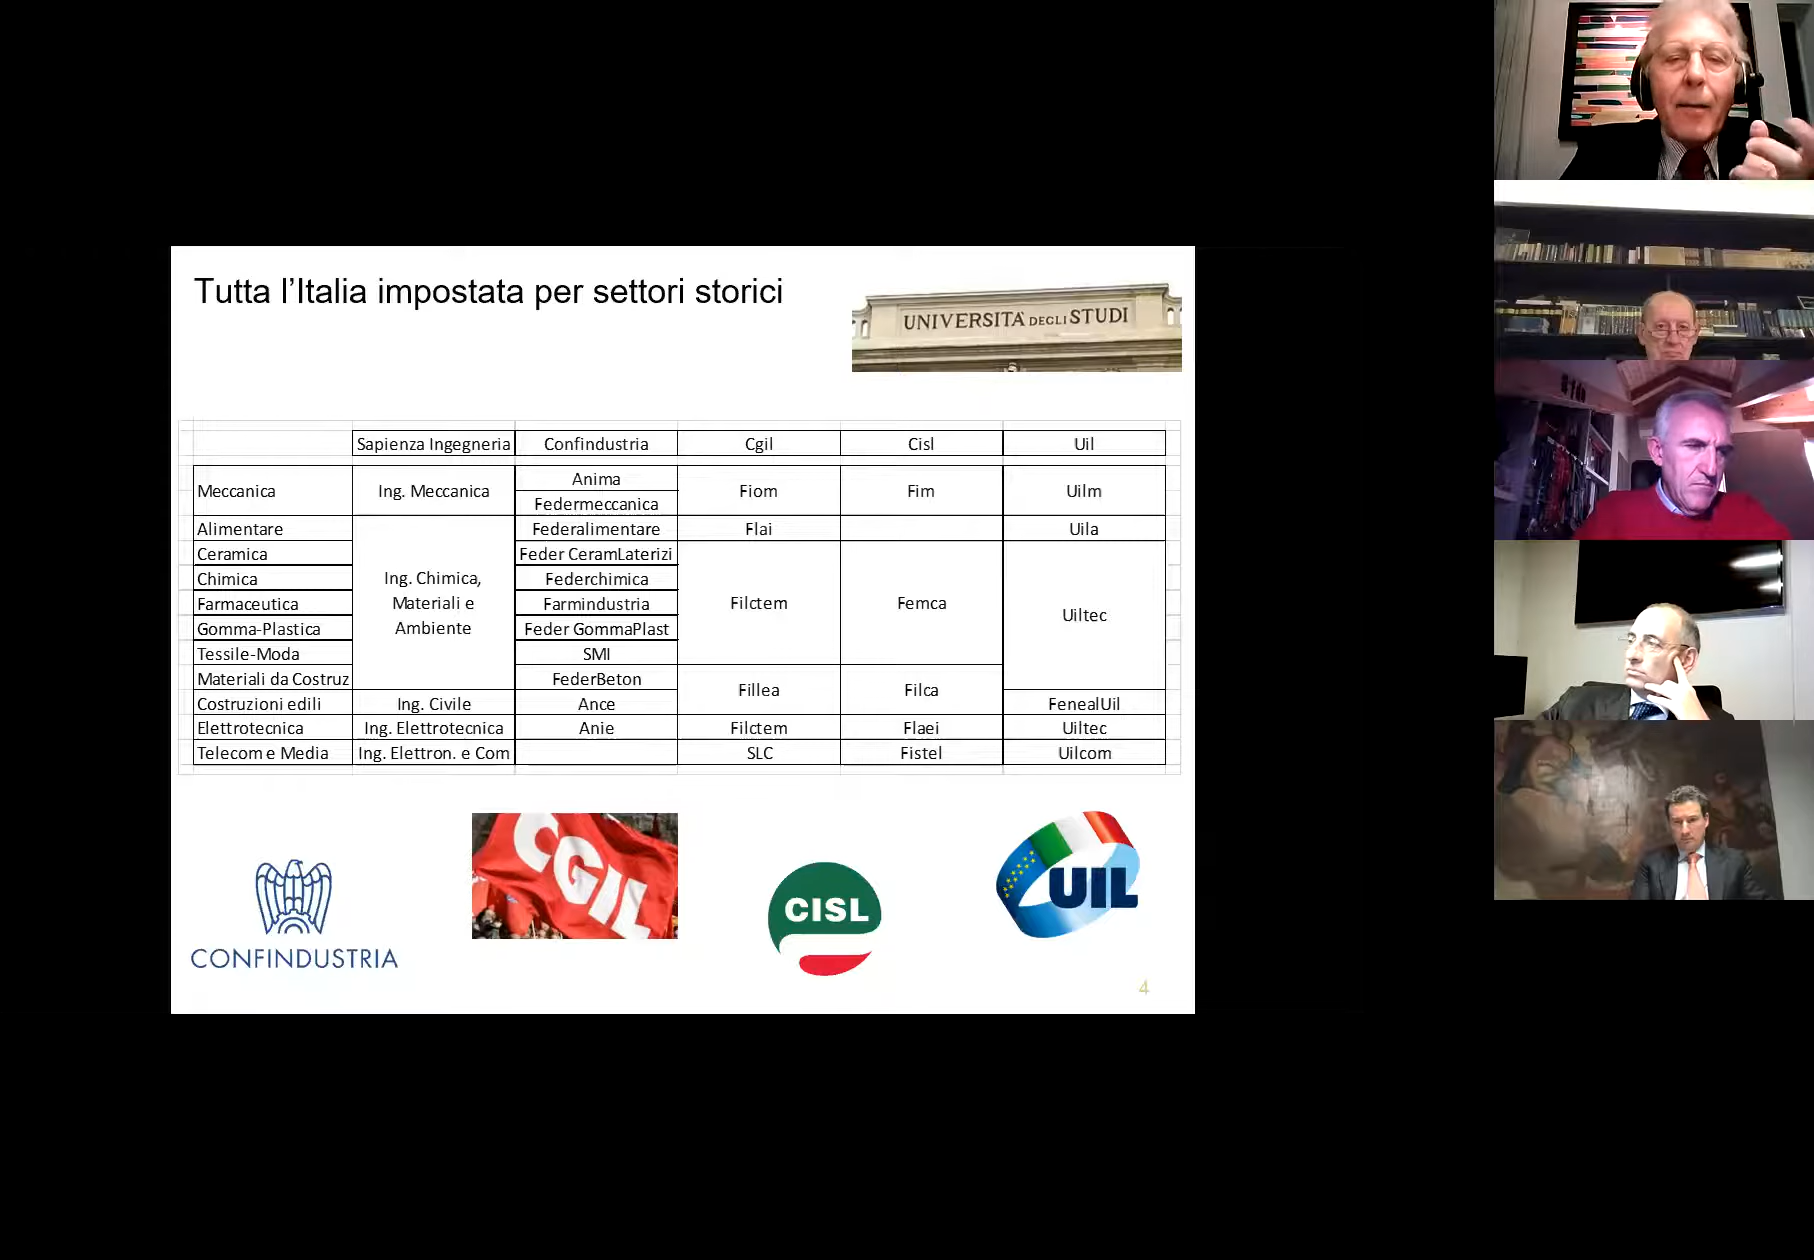 Tutta l’Italia impostata per settori storici
UNIVERSITA' DEGLI STUDI
Sapienza Ingegneria Confindustria Cgil Cisl Uil
Meccanica Ing. Meccanica Anima Fiom Fim Uilm
Federmeccanica
Alimentare Federalimentare Flai Uila
Ceramica Feder CeramLaterizi
Chimica Ing. Chimica, Federchimica
Farmaceutica Materiali e Farmindustria Filctem Femca Uiltec
Gomma-Plastica Ambiente Feder GommaPlast
Tessile-Moda SMI
Materiali da Costruz FederBeton Fillea Filca
Costruzioni edili Ing. Civile Ance FenealUil
Elettrotecnica Ing. Elettrotecnica Anie Filctem Flaei Uiltec
Telecom e Media Ing. Elettron. e Com SLC Fistel Uilcom
CGIL
CISL
UIL
CONFINDUSTRIA
4